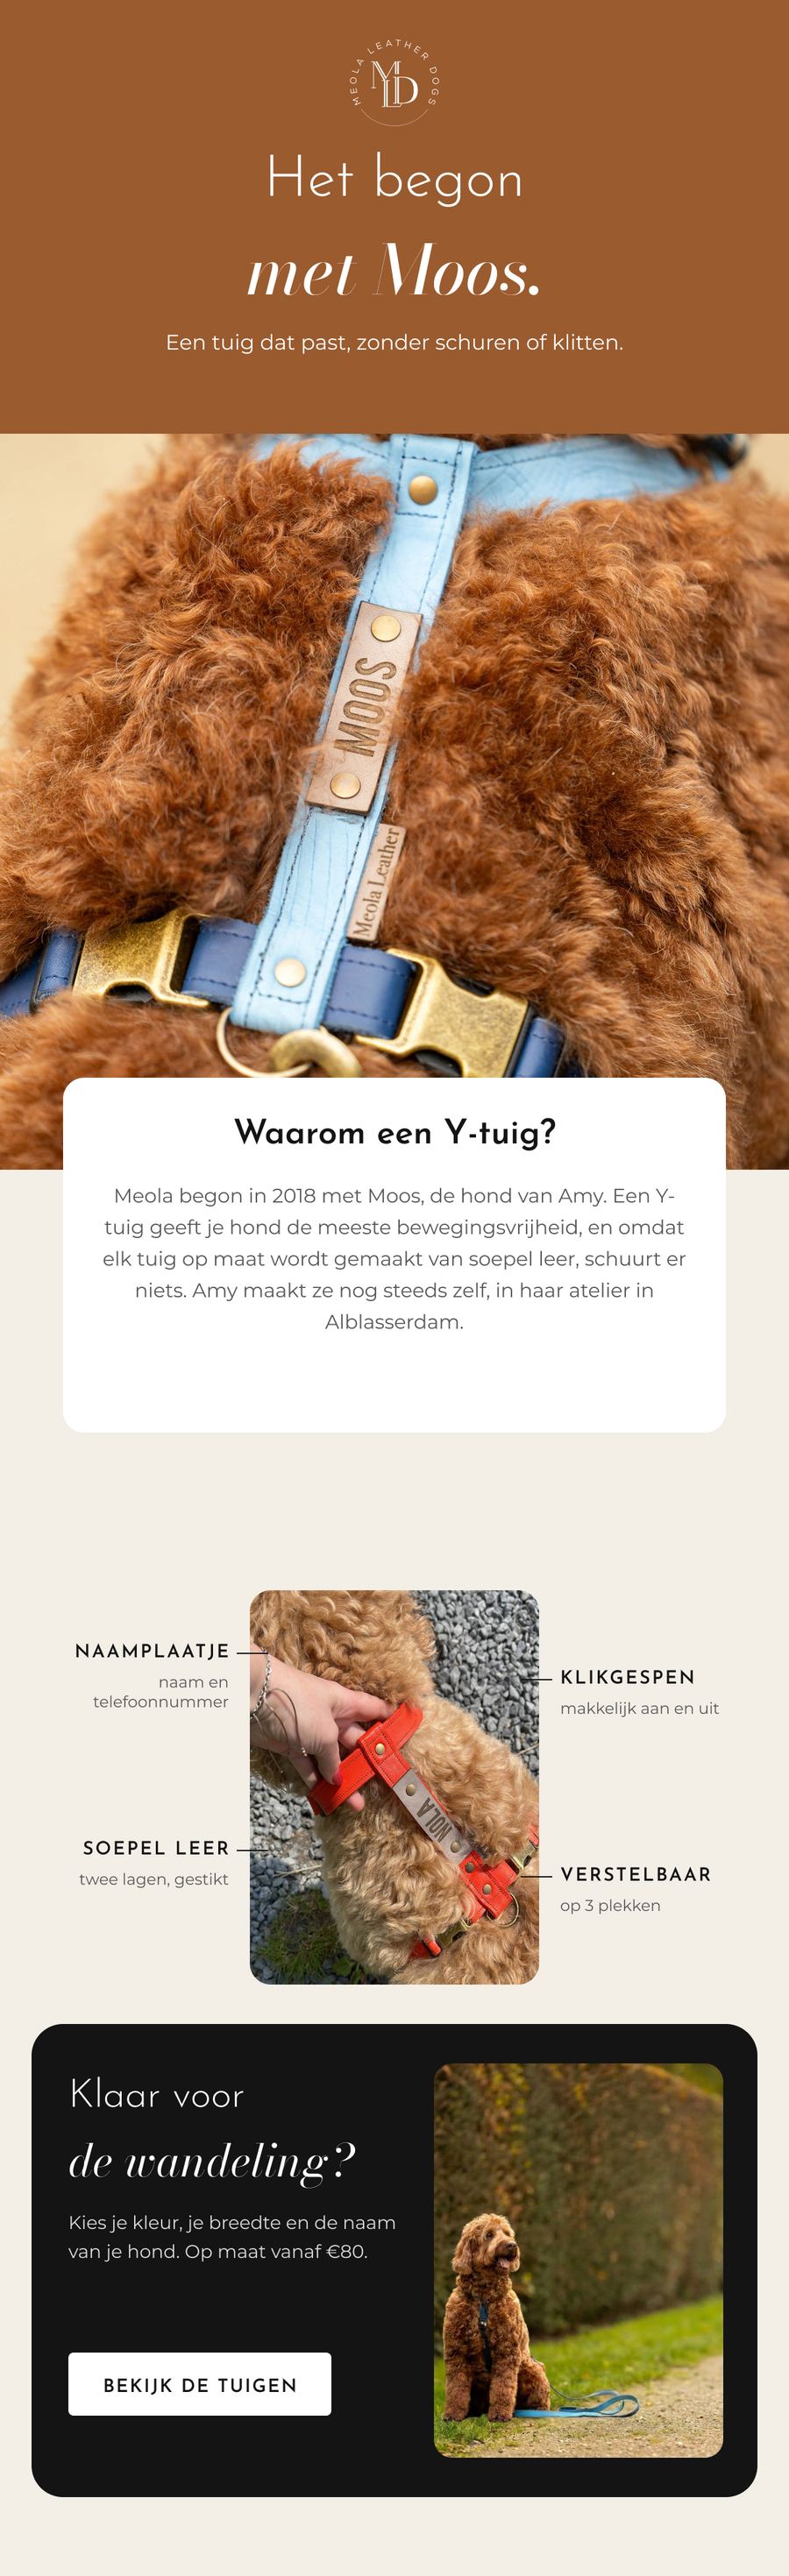 MEOLA LEATHER DOGS
MLD
Het begon
met Moos.
Een tuig dat past, zonder schuren of klitten.
MOOS
Meola Leather
Waarom een Y-tuig?
Meola begon in 2018 met Moos, de hond van Amy. Een Y-
tuig geeft je hond de meeste bewegingsvrijheid, en omdat
elk tuig op maat wordt gemaakt van soepel leer, schuurt er
niets. Amy maakt ze nog steeds zelf, in haar atelier in
Alblasserdam.
NAAMPLAATJE
naam en
telefoonnummer
KLIKGESPEN
makkelijk aan en uit
NOLA
SOEPEL LEER
twee lagen, gestikt
VERSTELBAAR
op 3 plekken
Klaar voor
de wandeling?
Kies je kleur, je breedte en de naam
van je hond. Op maat vanaf €80.
BEKIJK DE TUIGEN